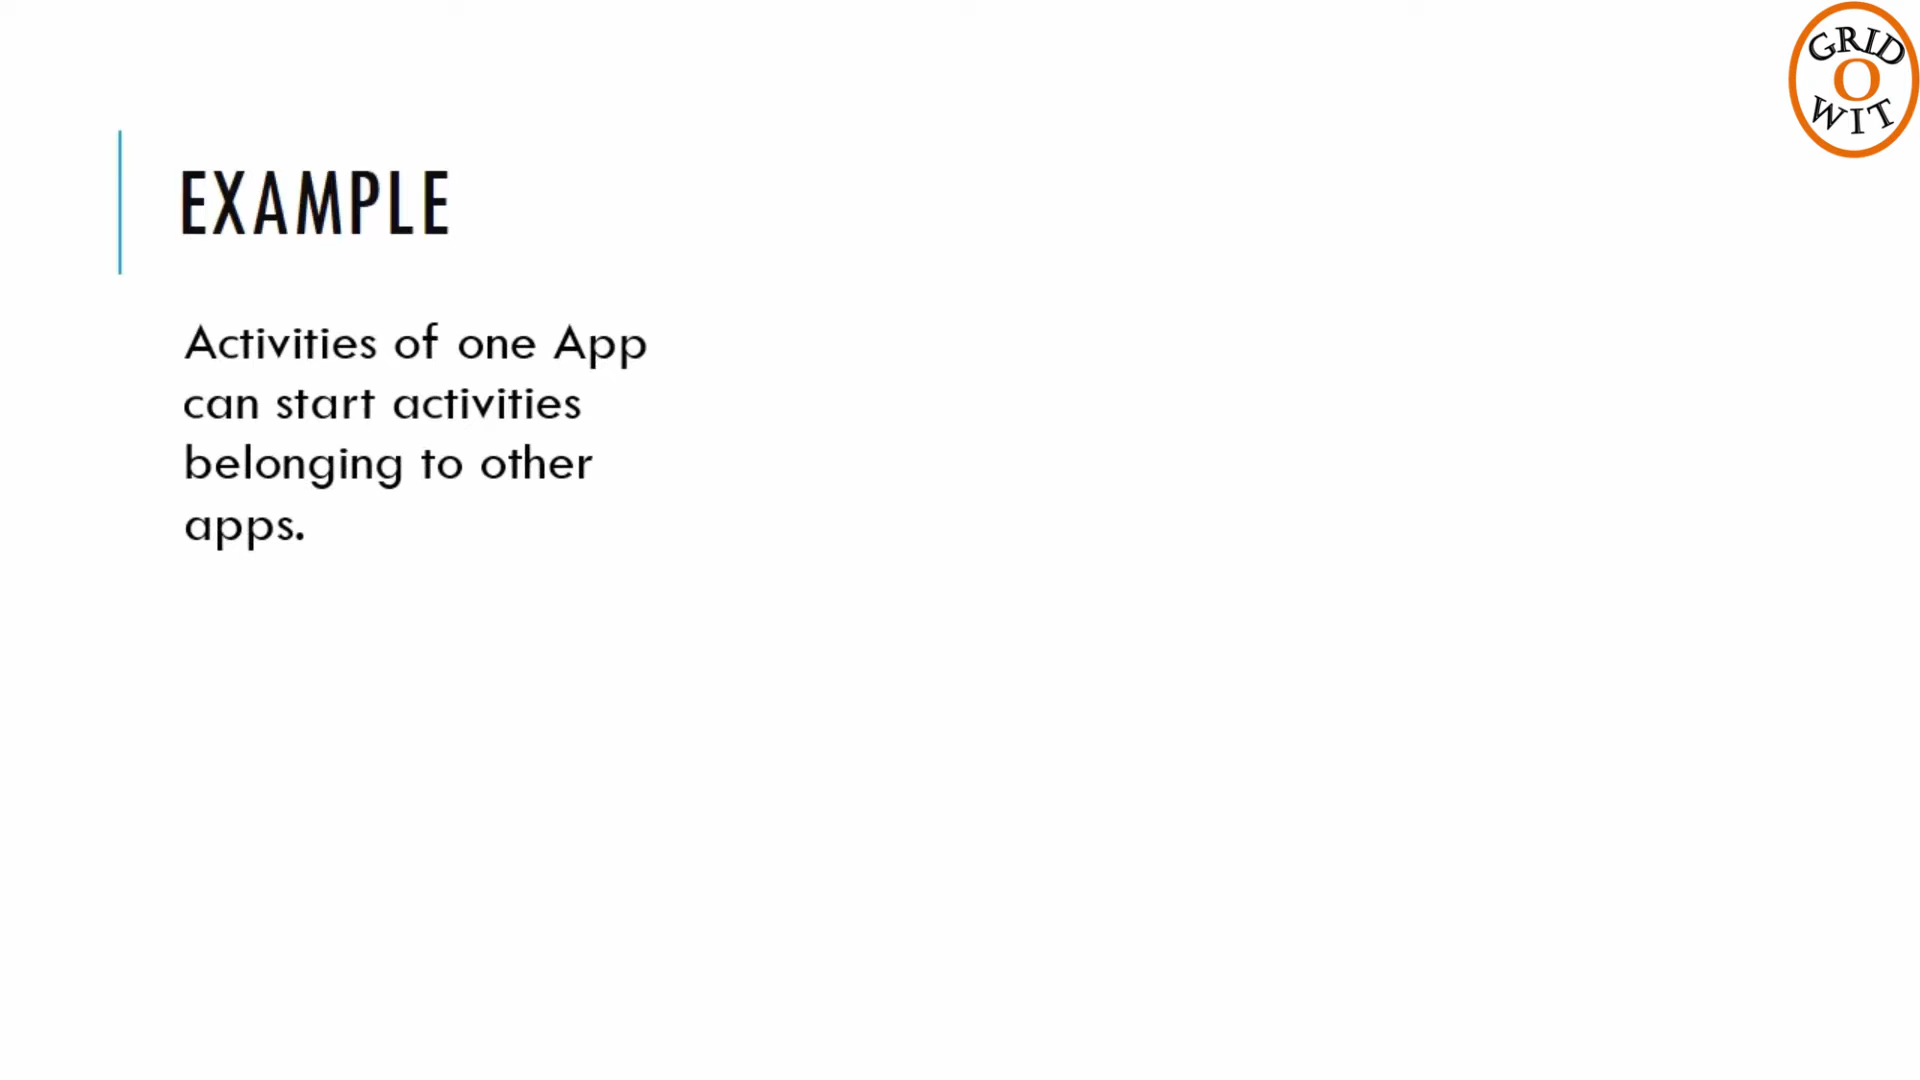 GRID
O
WIT
EXAMPLE
Activities of one App
can start activities
belonging to other
apps.